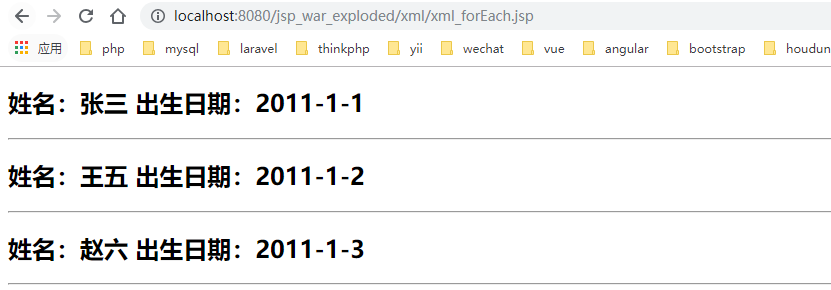 localhost:8080/jsp_war_exploded/xml/xml_forEach.jsp
应用 php mysql laravel thinkphp yii wechat vue angular bootstrap houdun
姓名：张三 出生日期：2011-1-1
姓名：王五 出生日期：2011-1-2
姓名：赵六 出生日期：2011-1-3